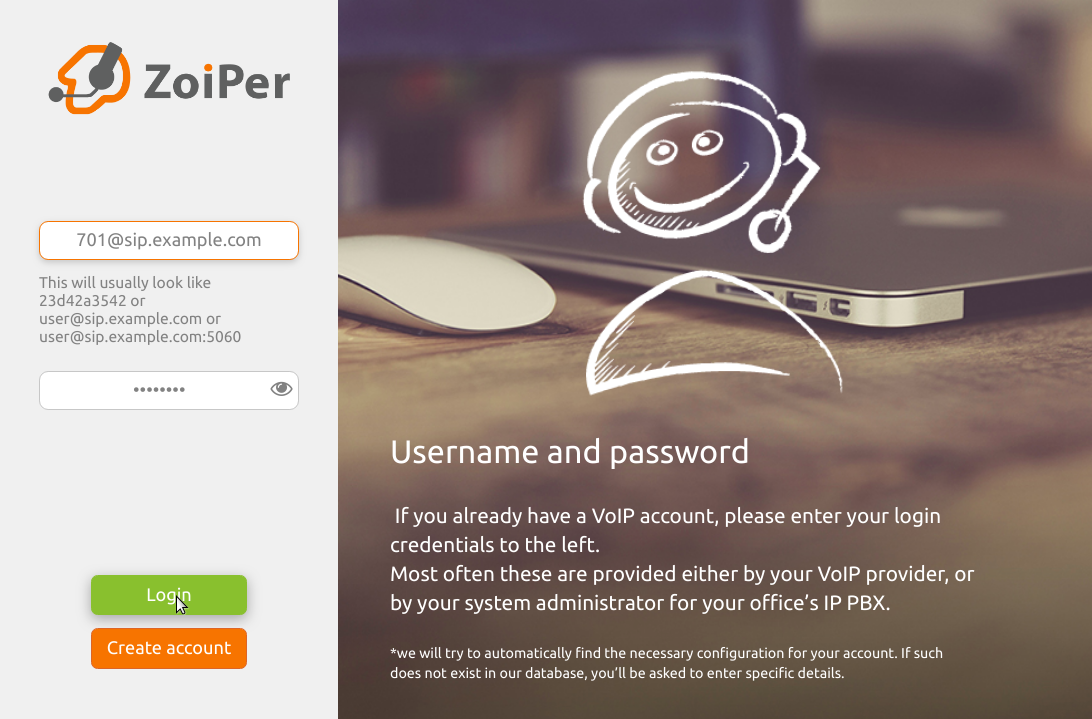 ZoiPer
701@sip.example.com
This will usually look like
23d42a3542 or
user@sip.example.com or
user@sip.example.com:5060
••••••••
Login
Create account
Username and password
If you already have a VoIP account, please enter your login
credentials to the left.
Most often these are provided either by your VoIP provider, or
by your system administrator for your office’s IP PBX.
*we will try to automatically find the necessary configuration for your account. If such
does not exist in our database, you’ll be asked to enter specific details.